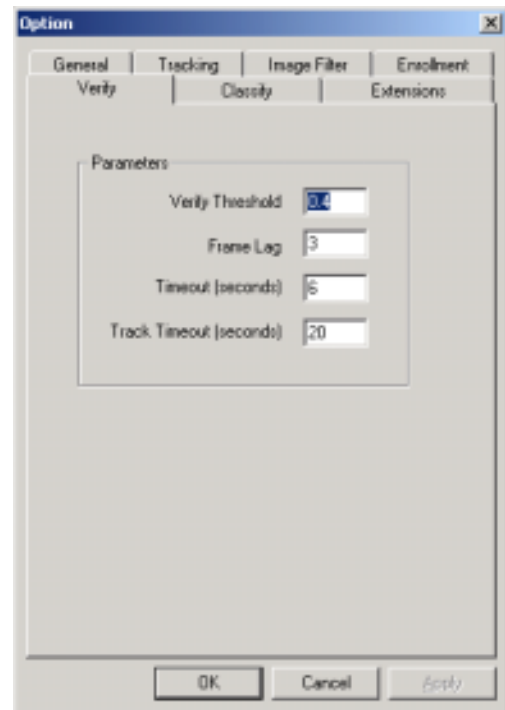 Option
General Tracking Image Filter Enrollment
Verify Classify Extensions
Parameters
Verify Threshold 0.4
Frame Lag 3
Timeout (seconds) 6
Track Timeout (seconds) 20
OK Cancel Apply